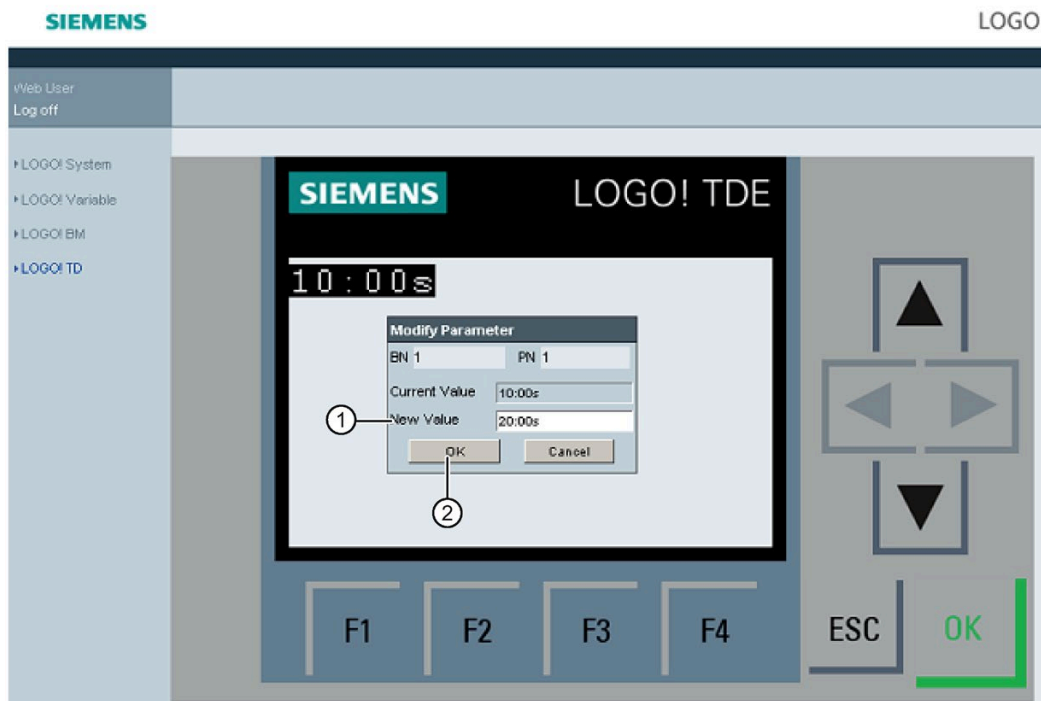 SIEMENS
LOGO
Web User
Log off
LOGO! System
LOGO! Variable
LOGO! BM
LOGO! TD
SIEMENS LOGO! TDE
10:00s
Modify Parameter
BN 1 PN 1
Current Value 10:00s
1 New Value 20:00s
OK Cancel
2
F1 F2 F3 F4 ESC OK